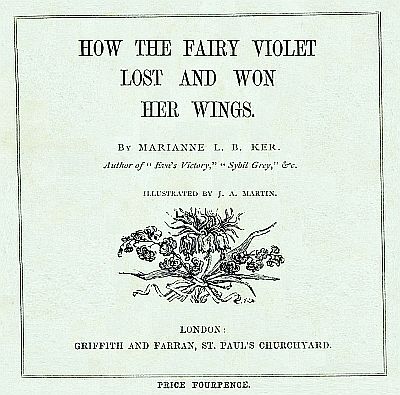 HOW THE FAIRY VIOLET
LOST AND WON
HER WINGS.
BY MARIANNE L. B. KER.
Author of "Eve's Victory," "Sybil Grey," &c.
ILLUSTRATED BY J. A. MARTIN.
LONDON:
GRIFFITH AND FARRAN, ST. PAUL'S CHURCHYARD.
PRICE FOURPENCE.